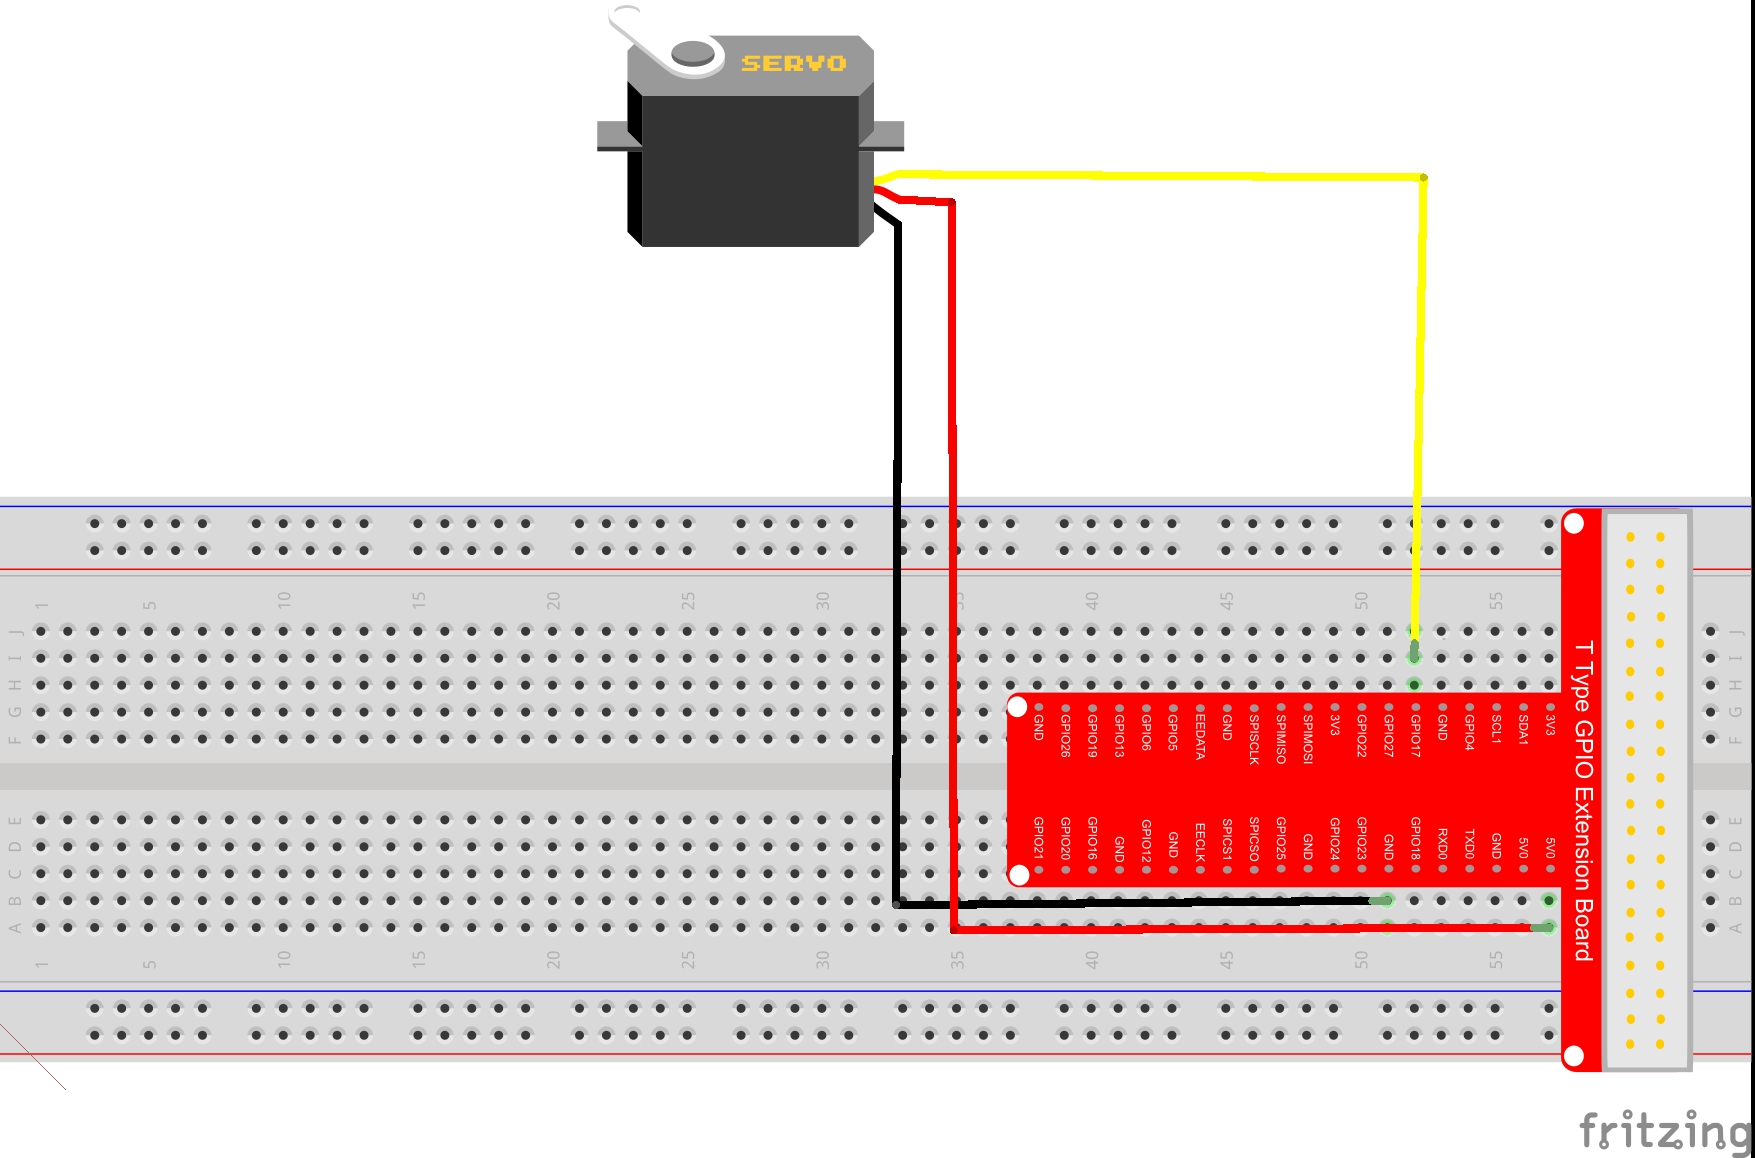 SERVO
1 5 10 15 20 25 30 35 40 45 50 55
J J
I I
H H
G G
F F
GND GPIO26 GPIO19 GPIO13 GPIO6 GPIO5 EEDATA GND SPISCLK SPIMISO SPIMOSI 3V3 GPIO22 GPIO27 GPIO17 GND GPIO4 SCL1 SDA1 3V3
T Type GPIO Extension Board
GPIO21 GPIO20 GPIO16 GND GPIO12 GND EECLK SPICS1 SPICSO GPIO25 GND GPIO24 GPIO23 GND GPIO18 RXD0 TXD0 GND 5V0 5V0
E E
D D
C C
B B
A A
1 5 10 15 20 25 30 35 40 45 50 55
fritzing